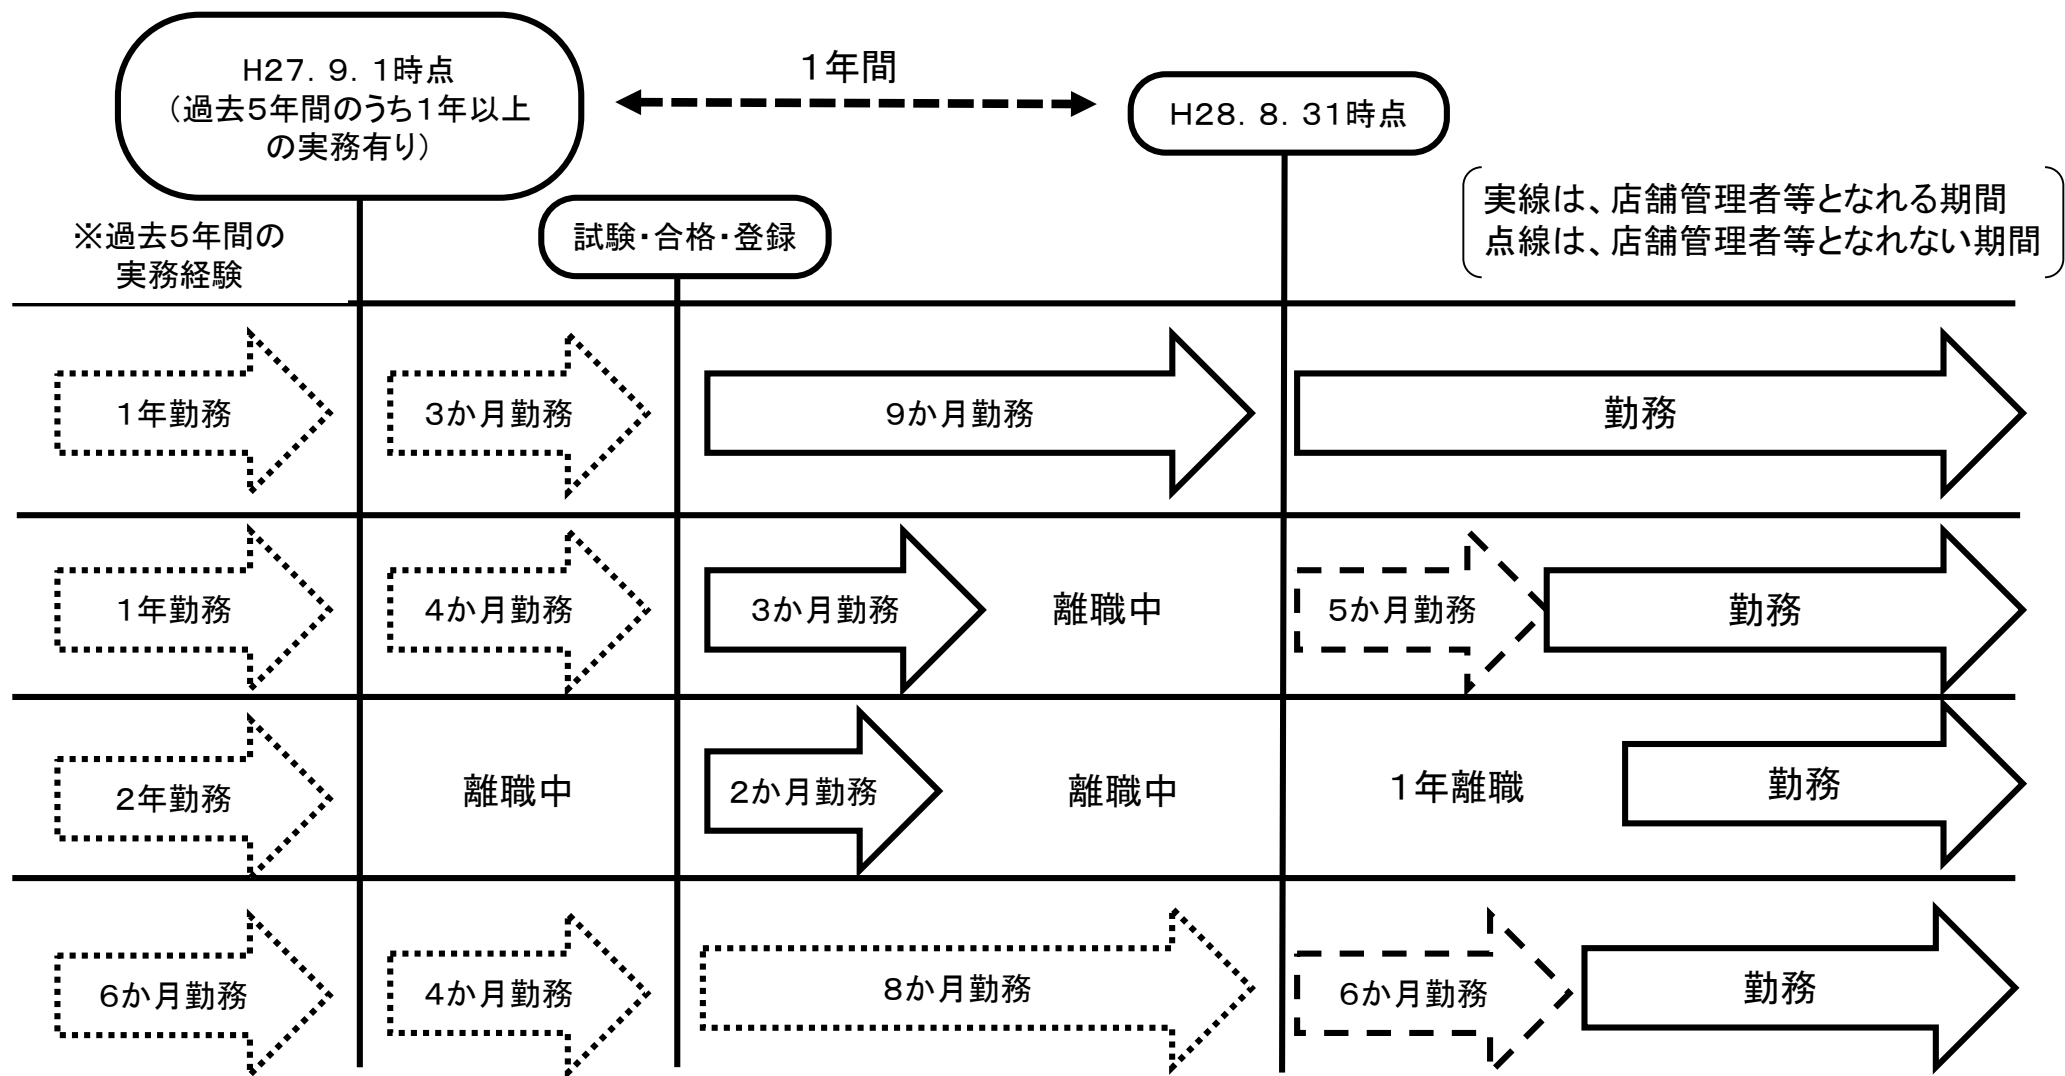 H27．9．1時点
（過去5年間のうち1年以上
の実務有り）
1年間
H28．8．31時点
実線は、店舗管理者等となれる期間
点線は、店舗管理者等となれない期間
※過去5年間の
実務経験
試験・合格・登録
1年勤務
3か月勤務
9か月勤務
勤務
1年勤務
4か月勤務
3か月勤務
離職中
5か月勤務
勤務
2年勤務
離職中
2か月勤務
離職中
1年離職
勤務
6か月勤務
4か月勤務
8か月勤務
6か月勤務
勤務